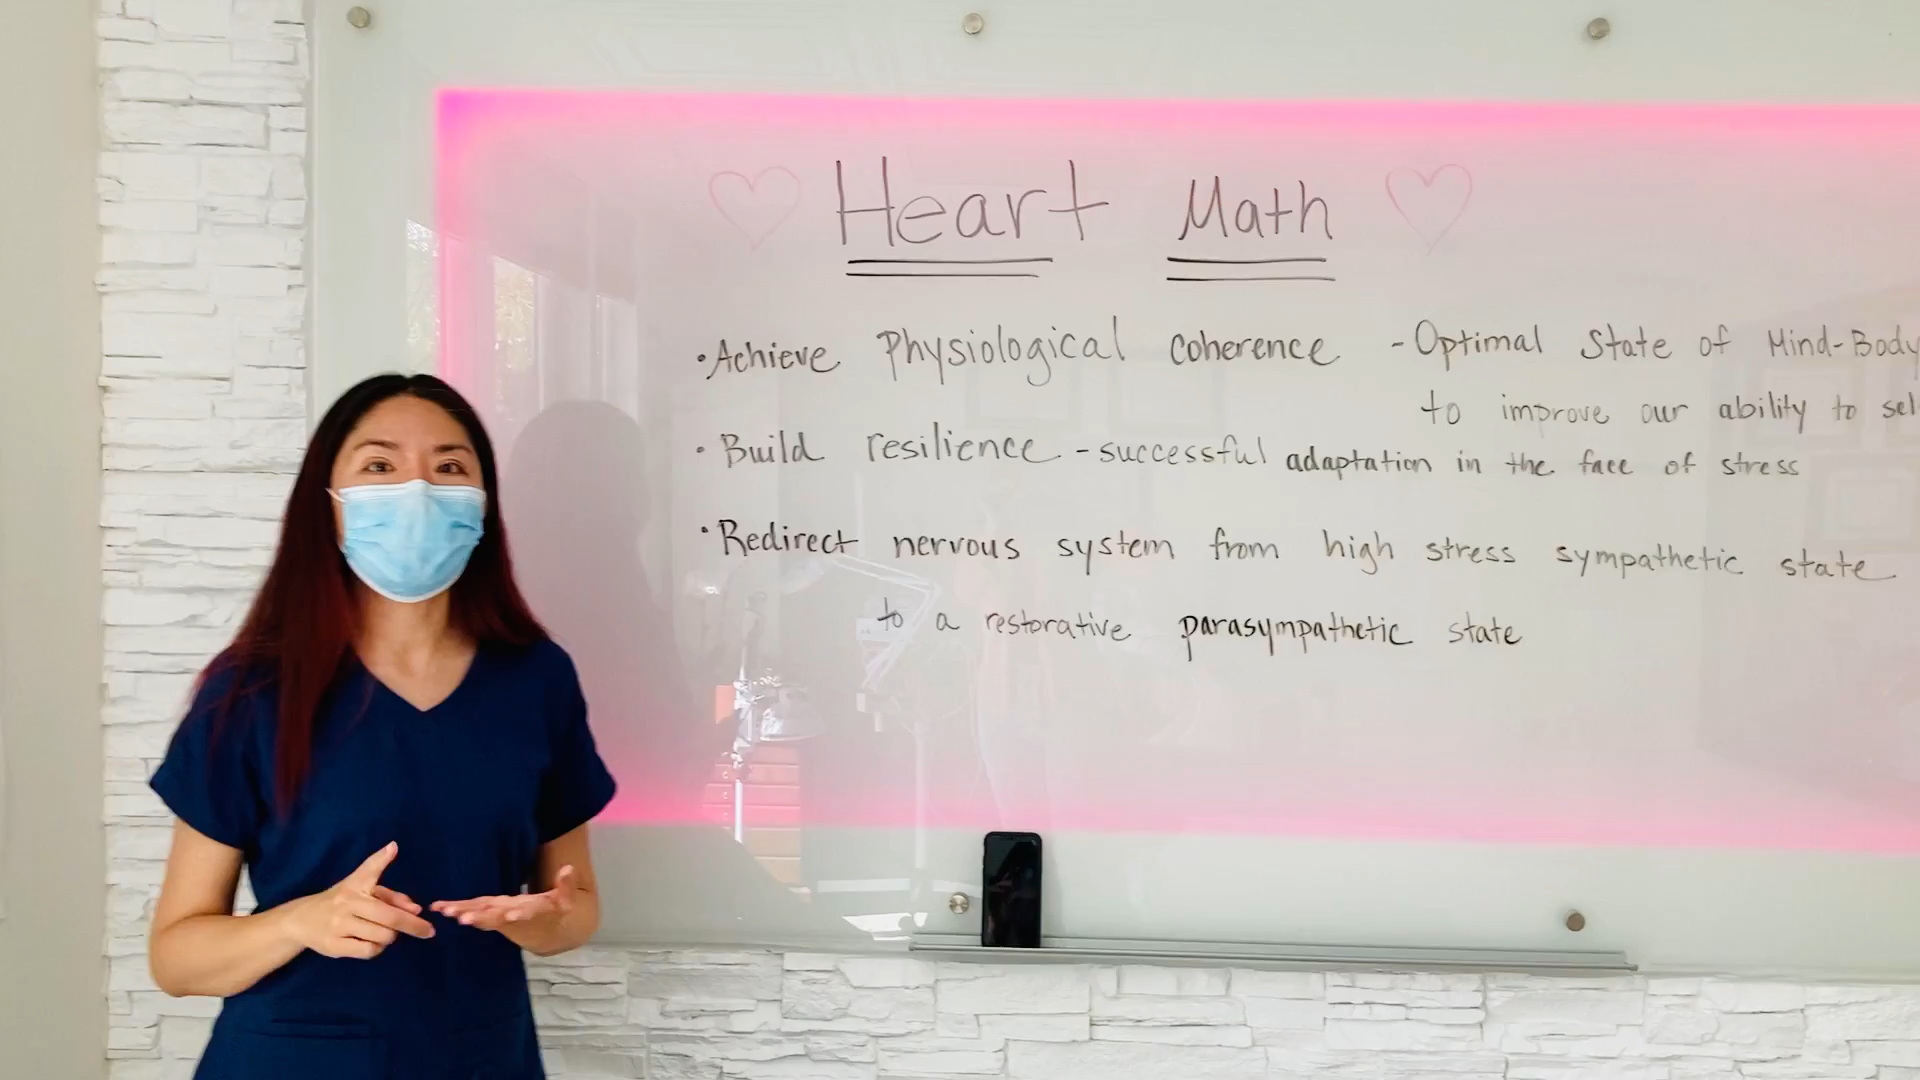 Heart Math
• Achieve Physiological coherence - Optimal State of Mind-Body
to improve our ability to
• Build resilience - successful adaptation in the face of stress
• Redirect nervous system from high stress sympathetic state
to a restorative parasympathetic state